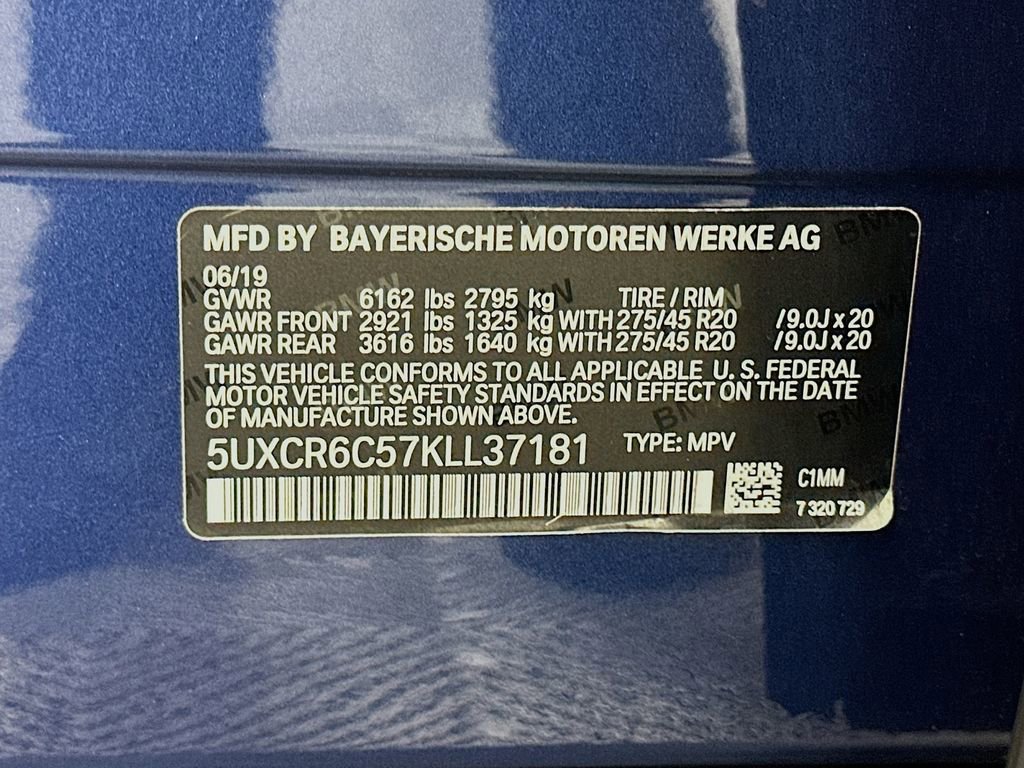 MFD BY BAYERISCHE MOTOREN WERKE AG
06/19
GVWR 6162 lbs 2795 kg TIRE / RIM
GAWR FRONT 2921 lbs 1325 kg WITH 275/45 R20 /9.0J x 20
GAWR REAR 3616 lbs 1640 kg WITH 275/45 R20 /9.0J x 20
THIS VEHICLE CONFORMS TO ALL APPLICABLE U. S. FEDERAL
MOTOR VEHICLE SAFETY STANDARDS IN EFFECT ON THE DATE
OF MANUFACTURE SHOWN ABOVE.
5UXCR6C57KLL37181 TYPE: MPV
C1MM
7 320 729